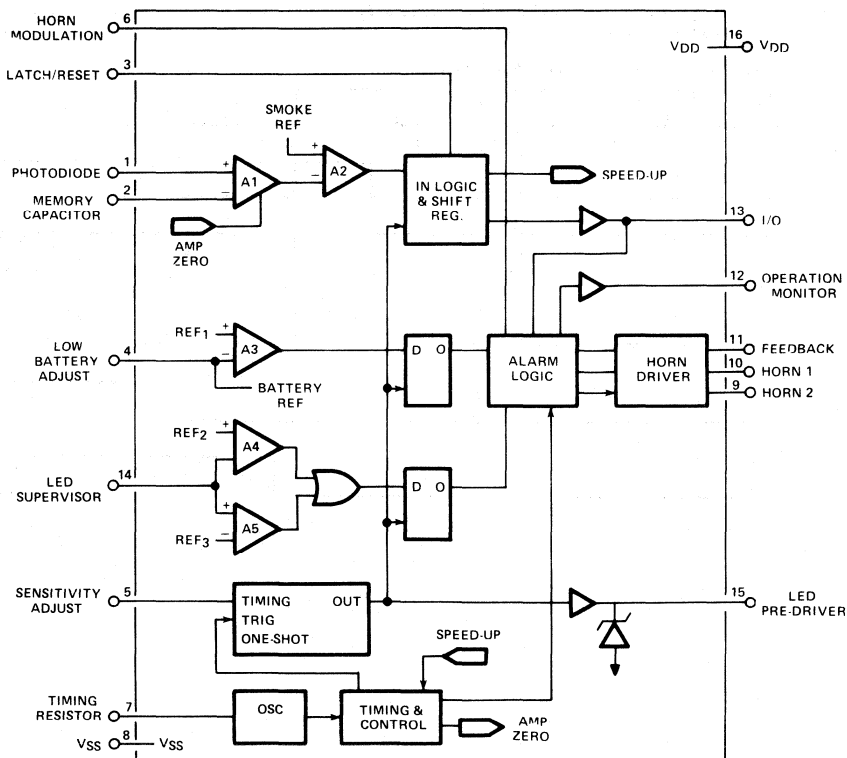 HORN
MODULATION
6
16
VDD
VDD
LATCH/RESET
3
SMOKE
REF
+
−
A2
PHOTODIODE
1
+
−
A1
MEMORY
CAPACITOR
2
AMP
ZERO
IN LOGIC
& SHIFT
REG.
SPEED-UP
13
I/O
12
OPERATION
MONITOR
LOW
BATTERY
ADJUST
4
REF1
+
−
A3
BATTERY
REF
D O
ALARM
LOGIC
HORN
DRIVER
11
FEEDBACK
10
HORN 1
9
HORN 2
REF2
+
A4
LED
SUPERVISOR
14
+
−
A5
REF3
D O
SENSITIVITY
ADJUST
5
TIMING OUT
TRIG
ONE-SHOT
15
LED
PRE-DRIVER
SPEED-UP
TIMING
RESISTOR
7
OSC
TIMING &
CONTROL
AMP
ZERO
VSS
8
VSS